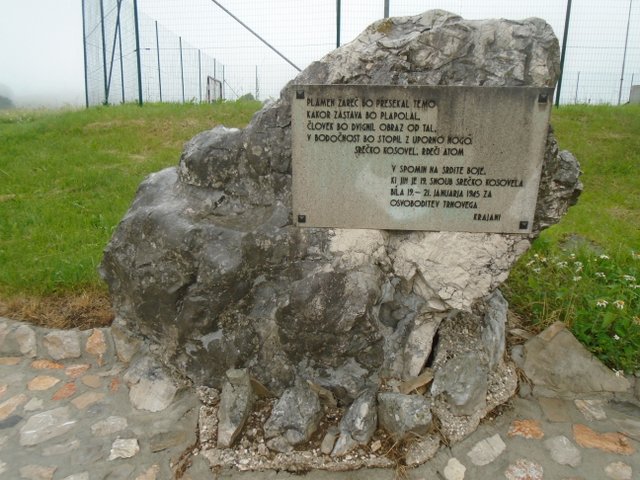 PLAMEN ŽAREČ BO PRESEKAL TEMO
KAKOR ZASTAVA BO PLAPOLAL,
ČLOVEK BO DVIGNIL OBRAZ OD TAL,
V BODOČNOST BO STOPIL Z UPORNO NOGO.
SREČKO KOSOVEL, RDEČI ATOM
V SPOMIN NA SRDITE BOJE,
KI JIH JE 19. SNOUB SREČKO KOSOVELA
BILA 19.–21. JANUARJA 1945 ZA
OSVOBODITEV TRNOVEGA
KRAJANI